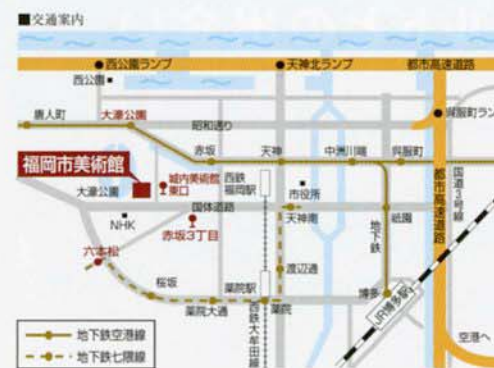 ■交通案内
西公園ランプ
天神北ランプ
都市高速道路
西公園
唐人町
大濠公園
昭和通り
呉服町ラン
赤坂
天神
中洲川端
呉服町
福岡市美術館
大濠公園
城内美術館
東口
西鉄
福岡駅
市役所
国体道路
天神南
祇園
都市高速道路
国道3号線
NHK
赤坂3丁目
地下鉄
六本松
桜坂
薬院駅
渡辺通
博多
JR博多駅
薬院大通
薬院
西鉄大牟田線
空港へ
地下鉄空港線
地下鉄七隈線